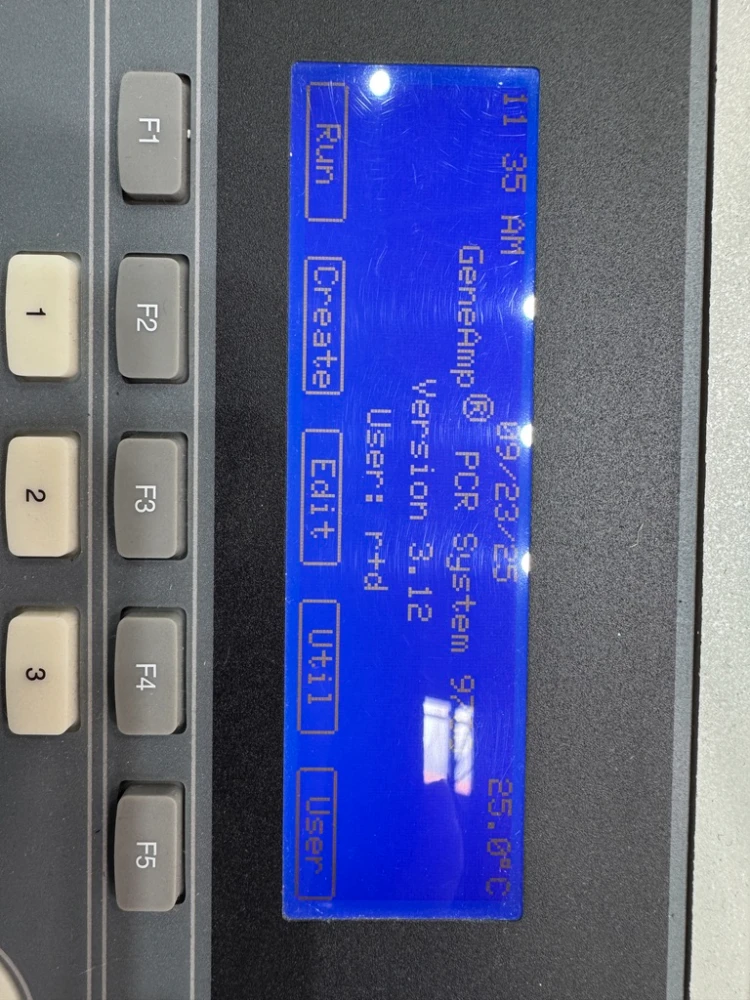 11 35 AM 09/23/25 25.0°C
GeneAmp ® PCR System
Version 3.12
User: r+d
Run Create Edit Util User
F1 F2 F3 F4 F5
1 2 3